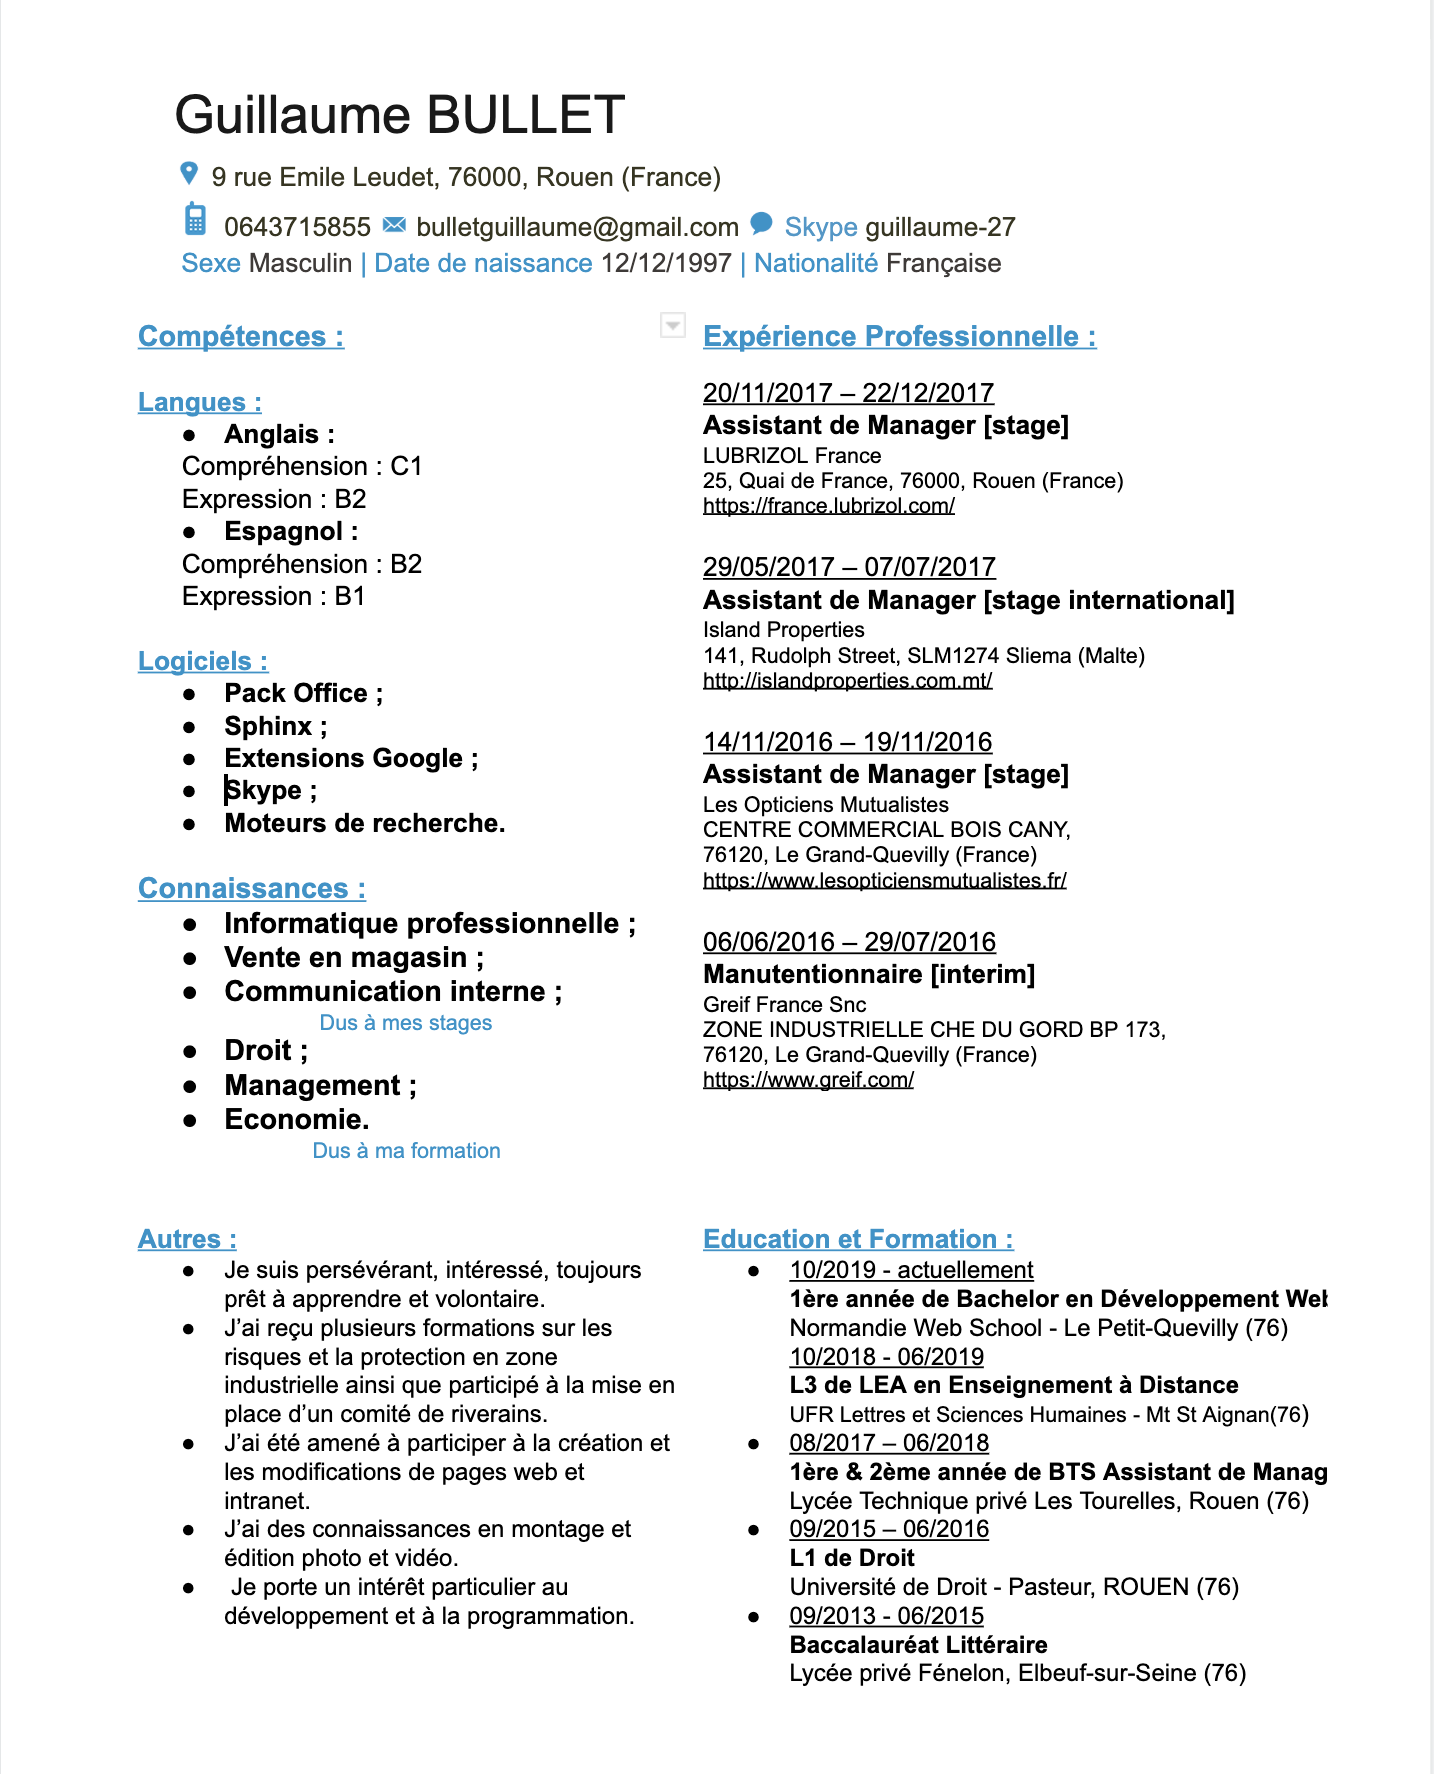 Guillaume BULLET
9 rue Emile Leudet, 76000, Rouen (France)
0643715855 bulletguillaume@gmail.com Skype guillaume-27
Sexe Masculin | Date de naissance 12/12/1997 | Nationalité Française
Compétences :
Langues :
● Anglais :
Compréhension : C1
Expression : B2
● Espagnol :
Compréhension : B2
Expression : B1
Logiciels :
● Pack Office ;
● Sphinx ;
● Extensions Google ;
● Skype ;
● Moteurs de recherche.
Connaissances :
● Informatique professionnelle ;
● Vente en magasin ;
● Communication interne ;
Dus à mes stages
● Droit ;
● Management ;
● Economie.
Dus à ma formation
Expérience Professionnelle :
20/11/2017 – 22/12/2017
Assistant de Manager [stage]
LUBRIZOL France
25, Quai de France, 76000, Rouen (France)
https://france.lubrizol.com/
29/05/2017 – 07/07/2017
Assistant de Manager [stage international]
Island Properties
141, Rudolph Street, SLM1274 Sliema (Malte)
http://islandproperties.com.mt/
14/11/2016 – 19/11/2016
Assistant de Manager [stage]
Les Opticiens Mutualistes
CENTRE COMMERCIAL BOIS CANY,
76120, Le Grand-Quevilly (France)
https://www.lesopticiensmutualistes.fr/
06/06/2016 – 29/07/2016
Manutentionnaire [interim]
Greif France Snc
ZONE INDUSTRIELLE CHE DU GORD BP 173,
76120, Le Grand-Quevilly (France)
https://www.greif.com/
Autres :
● Je suis persévérant, intéressé, toujours
prêt à apprendre et volontaire.
● J’ai reçu plusieurs formations sur les
risques et la protection en zone
industrielle ainsi que participé à la mise en
place d’un comité de riverains.
● J’ai été amené à participer à la création et
les modifications de pages web et
intranet.
● J’ai des connaissances en montage et
édition photo et vidéo.
● Je porte un intérêt particulier au
développement et à la programmation.
Education et Formation :
● 10/2019 - actuellement
1ère année de Bachelor en Développement Web
Normandie Web School - Le Petit-Quevilly (76)
10/2018 - 06/2019
L3 de LEA en Enseignement à Distance
UFR Lettres et Sciences Humaines - Mt St Aignan(76)
● 08/2017 – 06/2018
1ère & 2ème année de BTS Assistant de Manag
Lycée Technique privé Les Tourelles, Rouen (76)
● 09/2015 – 06/2016
L1 de Droit
Université de Droit - Pasteur, ROUEN (76)
● 09/2013 - 06/2015
Baccalauréat Littéraire
Lycée privé Fénelon, Elbeuf-sur-Seine (76)